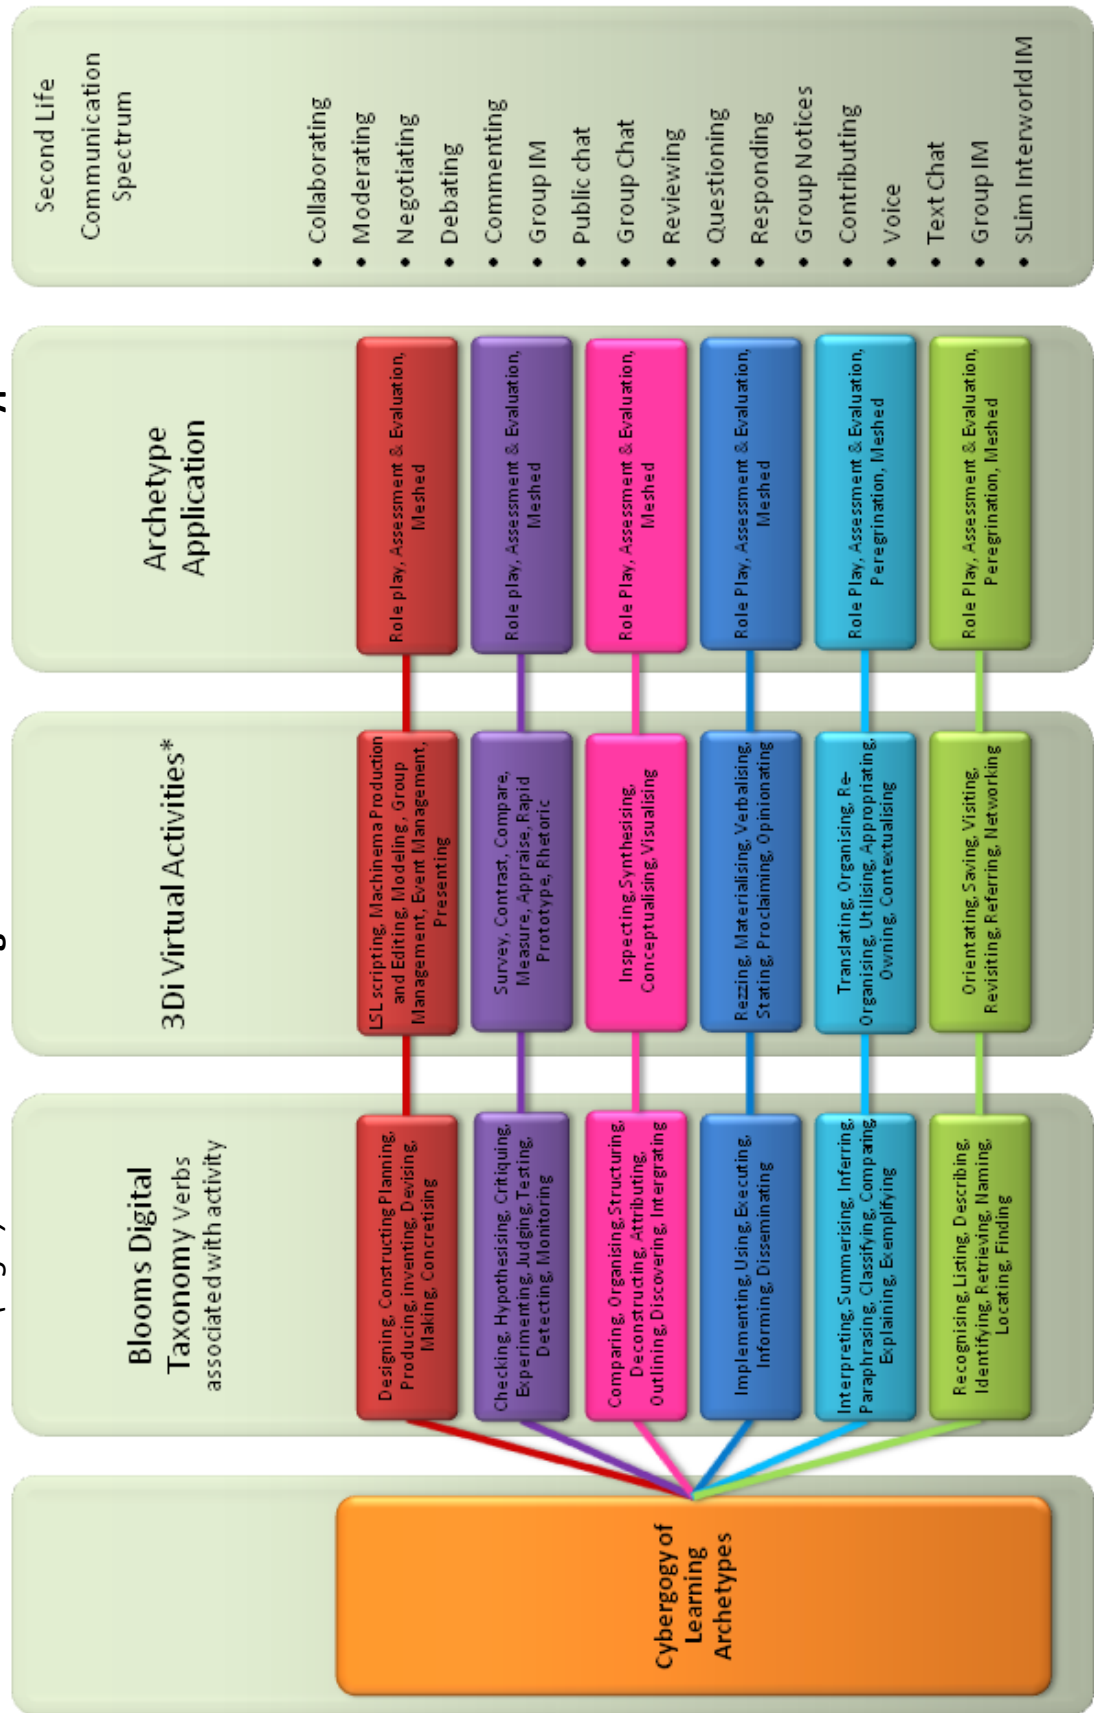 Cybergogy of
Learning
Archetypes
Blooms Digital
Taxonomy verbs
associated with activity
Designing, Constructing Planning,
Producing, inventing, Devising,
Making, Concretising
Checking, Hypothesising, Critiquing,
Experimenting, Judging, Testing,
Detecting, Monitoring
Comparing, Organising, Structuring,
Deconstructing, Attributing,
Outlining, Discovering, Intergrating
Implementing, Using, Executing,
Informing, Disseminating
Interpreting, Summerising, Inferring,
Paraphrasing, Classifying, Comparing,
Explaining, Exemplifying
Recognising, Listing, Describing,
Identifying, Retrieving, Naming,
Locating, Finding
3Di Virtual Activities*
LSL scripting, Machinema Production
and Editing, Modeling, Group
Management, Event Management,
Presenting
Survey, Contrast, Compare,
Measure, Appraise, Rapid
Prototype, Rhetoric
Inspecting, Synthesising,
Conceptualising, Visualising
Rezzing, Materialising, Verbalising,
Stating, Proclaiming, Opinionating
Translating, Organising, Re-
Organising, Utilising, Appropriating,
Owning, Contextualising
Orientating, Saving, Visiting,
Revisiting, Referring, Networking
Archetype
Application
Role play, Assessment & Evaluation,
Meshed
Role play, Assessment & Evaluation,
Meshed
Role Play, Assessment & Evaluation,
Meshed
Role Play, Assessment & Evaluation,
Meshed
Role Play, Assessment & Evaluation,
Peregrination, Meshed
Role Play, Assessment & Evaluation,
Peregrination, Meshed
Second Life
Communication
Spectrum
• Collaborating
• Moderating
• Negotiating
• Debating
• Commenting
• Group IM
• Public chat
• Group Chat
• Reviewing
• Questioning
• Responding
• Group Notices
• Contributing
• Voice
• Text Chat
• Group IM
• SLim Interworld IM